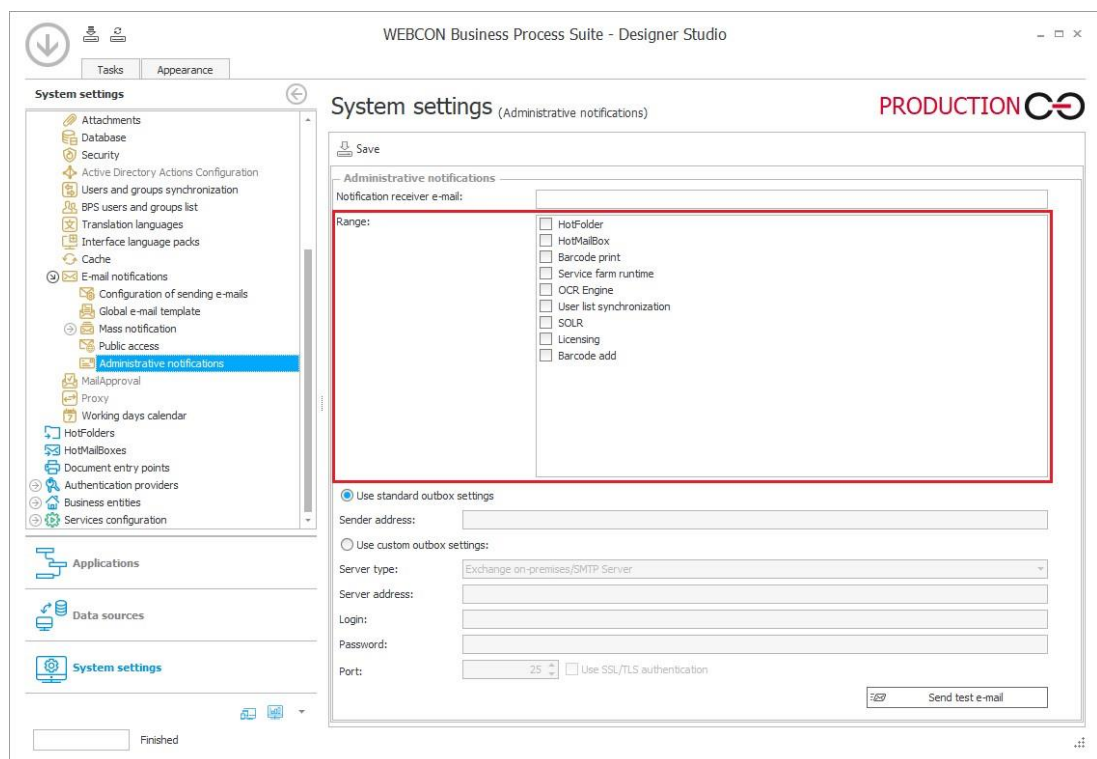 WEBCON Business Process Suite - Designer Studio
Tasks
Appearance
System settings
Attachments
Database
Security
Active Directory Actions Configuration
Users and groups synchronization
BPS users and groups list
Translation languages
Interface language packs
Cache
E-mail notifications
Configuration of sending e-mails
Global e-mail template
Mass notification
Public access
Administrative notifications
MailApproval
Proxy
Working days calendar
HotFolders
HotMailBoxes
Document entry points
Authentication providers
Business entities
Services configuration
Applications
Data sources
System settings
Finished
System settings (Administrative notifications)
PRODUCTION
Save
Administrative notifications
Notification receiver e-mail:
Range:
HotFolder
HotMailBox
Barcode print
Service farm runtime
OCR Engine
User list synchronization
SOLR
Licensing
Barcode add
Use standard outbox settings
Sender address:
Use custom outbox settings:
Server type: Exchange on-premises/SMTP Server
Server address:
Login:
Password:
Port: 25 Use SSL/TLS authentication
Send test e-mail